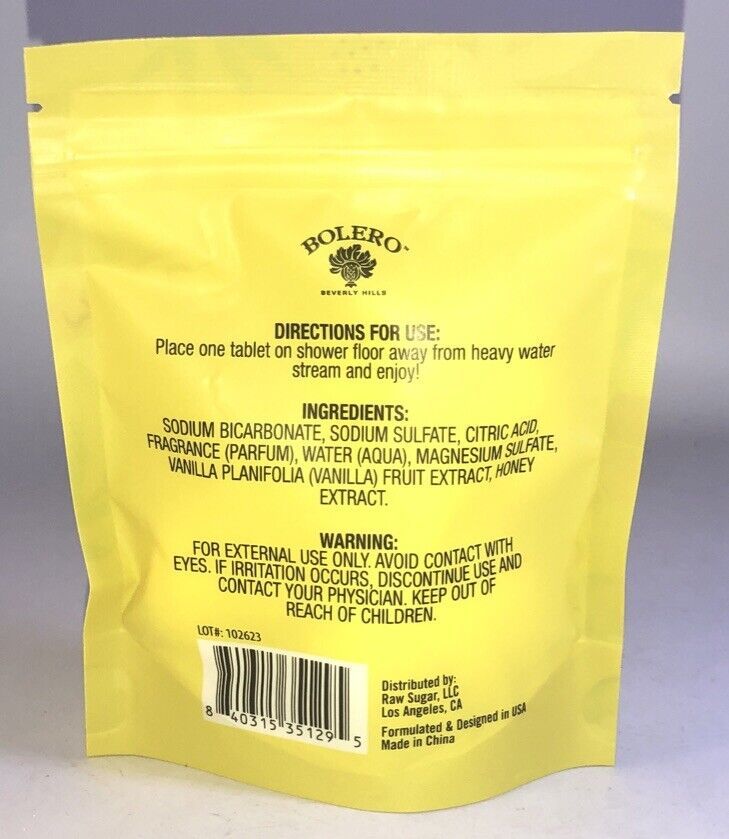 BOLERO™
BEVERLY HILLS
DIRECTIONS FOR USE:
Place one tablet on shower floor away from heavy water
stream and enjoy!
INGREDIENTS:
SODIUM BICARBONATE, SODIUM SULFATE, CITRIC ACID,
FRAGRANCE (PARFUM), WATER (AQUA), MAGNESIUM SULFATE,
VANILLA PLANIFOLIA (VANILLA) FRUIT EXTRACT, HONEY
EXTRACT.
WARNING:
FOR EXTERNAL USE ONLY. AVOID CONTACT WITH
EYES. IF IRRITATION OCCURS, DISCONTINUE USE AND
CONTACT YOUR PHYSICIAN. KEEP OUT OF
REACH OF CHILDREN.
LOT#: 102623
8 40315 35129 5
Distributed by:
Raw Sugar, LLC
Los Angeles, CA
Formulated & Designed in USA
Made in China